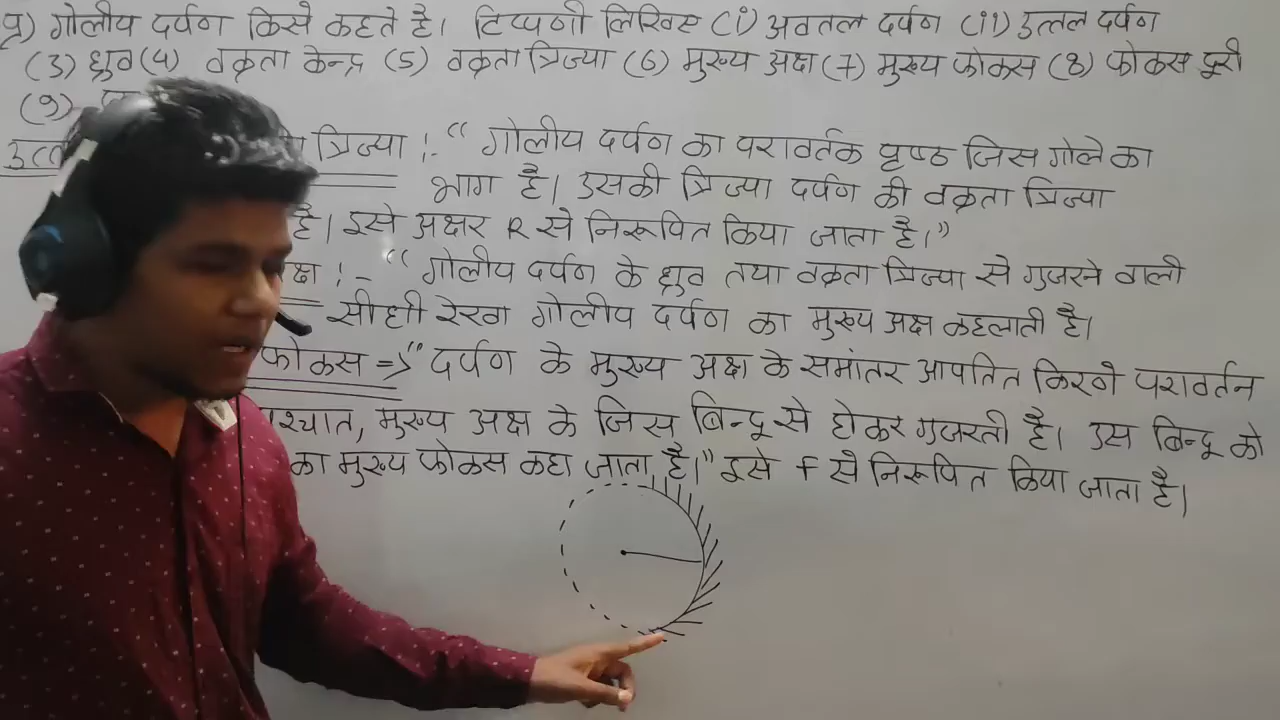 प्र) गोलीय दर्पण किसे कहते है। टिप्पणी लिखिए (i) अवतल दर्पण (ii) उत्तल दर्पण
(3) ध्रुव (4) वक्रता केन्द्र (5) वक्रता त्रिज्या (6) मुख्य अक्ष (7) मुख्य फोकस (8) फोकस दूरी
(9)
त्रिज्या :- “ गोलीय दर्पण का परावर्तक पृष्ठ जिस गोले का
भाग है। उसकी त्रिज्या दर्पण की वक्रता त्रिज्या
है। इसे अक्षर R से निरूपित किया जाता है।”
:- “ गोलीय दर्पण के ध्रुव तथा वक्रता त्रिज्या से गुजरने वाली
सीधी रेखा गोलीय दर्पण का मुख्य अक्ष कहलाती है।
फोकस => “ दर्पण के मुख्य अक्ष के समांतर आपतित किरणे परावर्तन
मुख्य अक्ष के जिस बिन्दू से होकर गुजरती है। उस बिन्दू को
का मुख्य फोकस कहा जाता है।” इसे f से निरूपित किया जाता है।